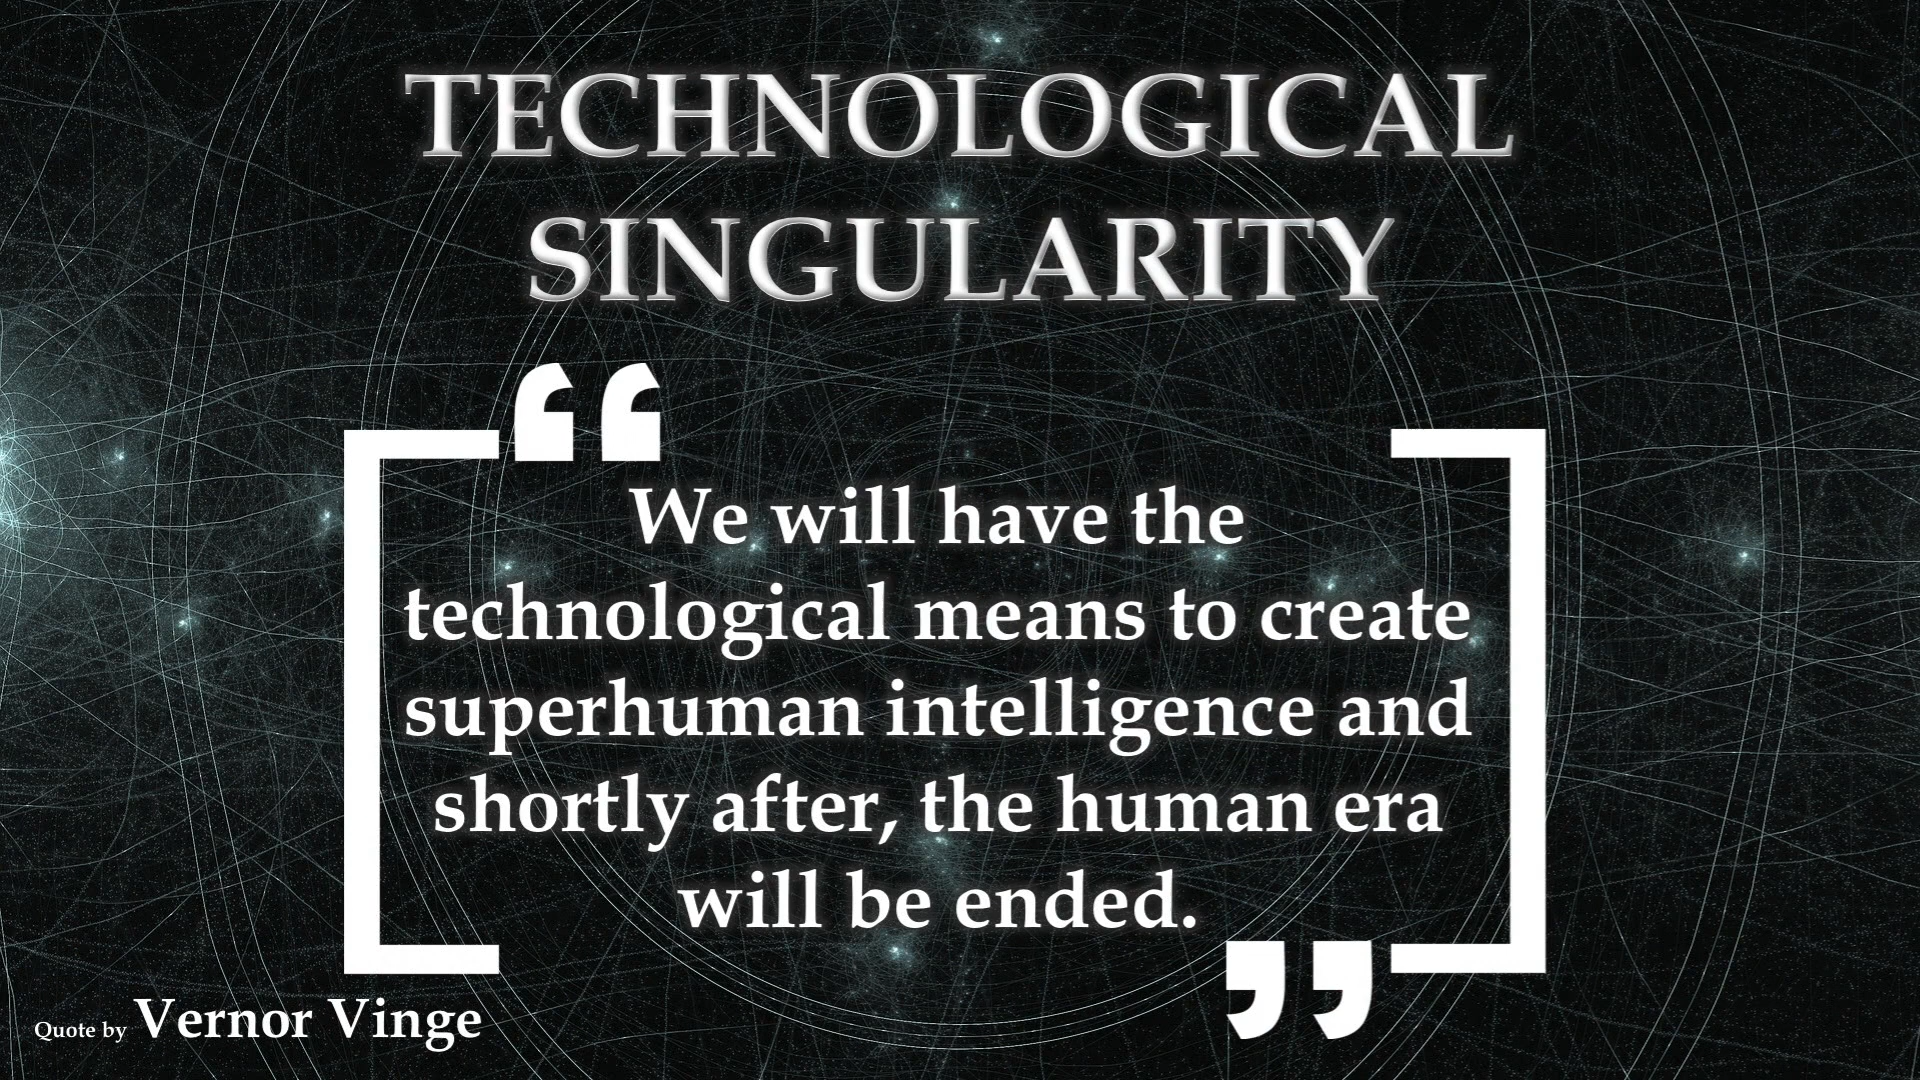 TECHNOLOGICAL
SINGULARITY
“
We will have the
technological means to create
superhuman intelligence and
shortly after, the human era
will be ended.
”
Quote by Vernor Vinge